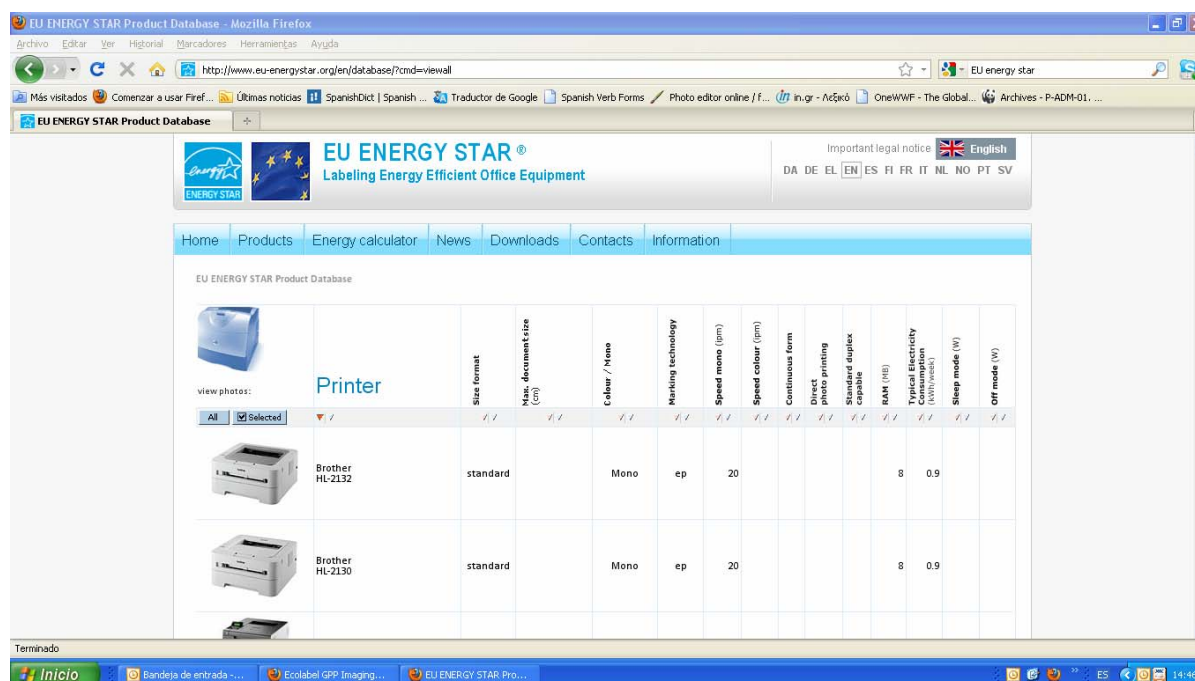 EU ENERGY STAR Product Database - Mozilla Firefox
Archivo Editar Ver Historial Marcadores Herramientas Ayuda
http://www.eu-energystar.org/en/database/?cmd=viewall
EU energy star
Más visitados Comenzar a usar Firef... Últimas noticias SpanishDict | Spanish ... Traductor de Google Spanish Verb Forms Photo editor online / f... in.gr - Λεξικό OneWWF - The Global... Archives - P-ADM-01. ...
EU ENERGY STAR Product Database
energy
ENERGY STAR
EU ENERGY STAR ®
Labeling Energy Efficient Office Equipment
Important legal notice English
DA DE EL EN ES FI FR IT NL NO PT SV
Home Products Energy calculator News Downloads Contacts Information
EU ENERGY STAR Product Database
view photos:
All Selected
Printer
Size format
Max. document size (cm)
Colour / Mono
Marking technology
Speed mono (ipm)
Speed colour (ipm)
Continuous form
Direct photo printing
Standard duplex capable
RAM (MB)
Typical Electricity Consumption (kWh/week)
Sleep mode (W)
Off mode (W)
Brother
HL-2132
standard Mono ep 20 8 0.9
Brother
HL-2130
standard Mono ep 20 8 0.9
Terminado
Inicio Bandeja de entrada -... Ecolabel GPP Imaging... EU ENERGY STAR Pro... ES 14:46